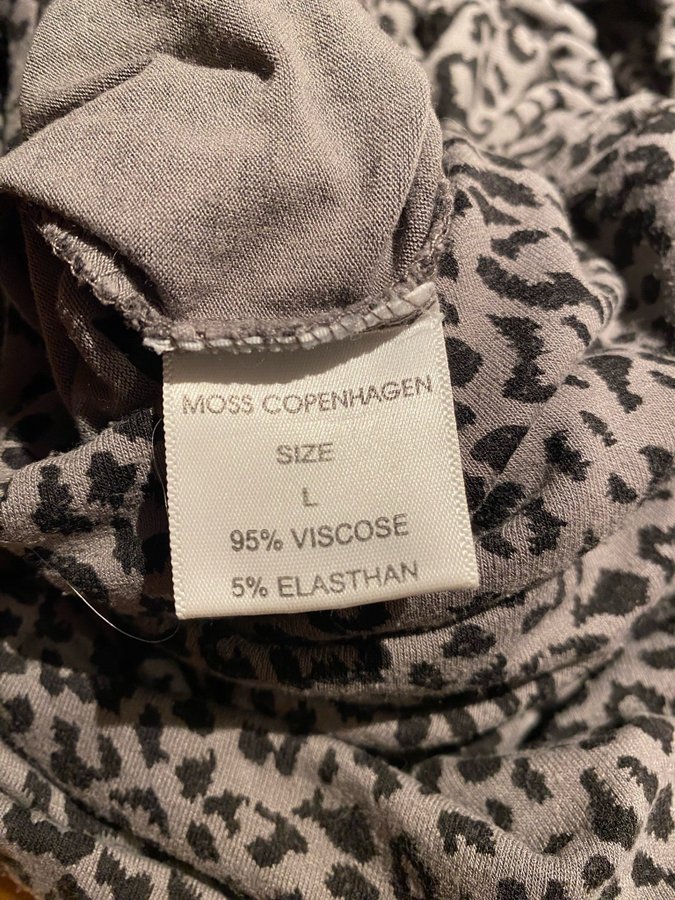 MOSS COPENHAGEN
SIZE
L
95% VISCOSE
5% ELASTHAN